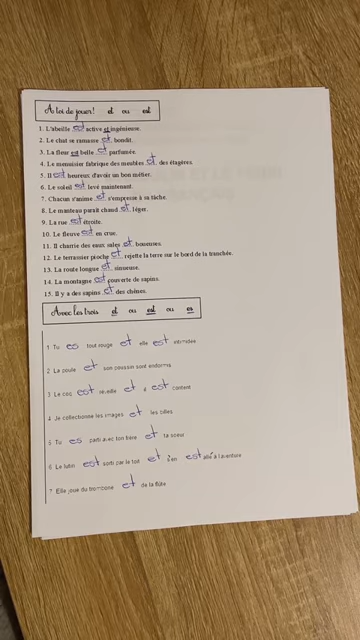 A toi de jouer ! et ou est
1. L'abeille est active et ingénieuse.
2. Le chat se ramasse et bondit.
3. La fleur est belle et parfumée.
4. Le menuisier fabrique des meubles et des étagères.
5. Il est heureux d'avoir un bon métier.
6. Le soleil est levé maintenant.
7. Chacun s'anime et s'empresse à sa tâche.
8. Le manteau paraît chaud et léger.
9. La rue est étroite.
10. Le fleuve est en crue.
11. Il charrie des eaux sales et boueuses.
12. Le terrassier pioche et rejette la terre sur le bord de la tranchée.
13. La route longue et sinueuse.
14. La montagne est couverte de sapins.
15. Il y a des sapins et des chênes.
Avec les trois et ou est ou es
1 Tu es tout rouge et elle est intimidée
2 La poule et son poussin sont endormis
3 Le coq est réveillé et il est content
4 Je collectionne les images et les billes
5 Tu es parti avec ton frère et ta soeur
6 Le lutin est sorti par le toit et s'en est allé à l'aventure
7 Elle joue du trombone et de la flûte